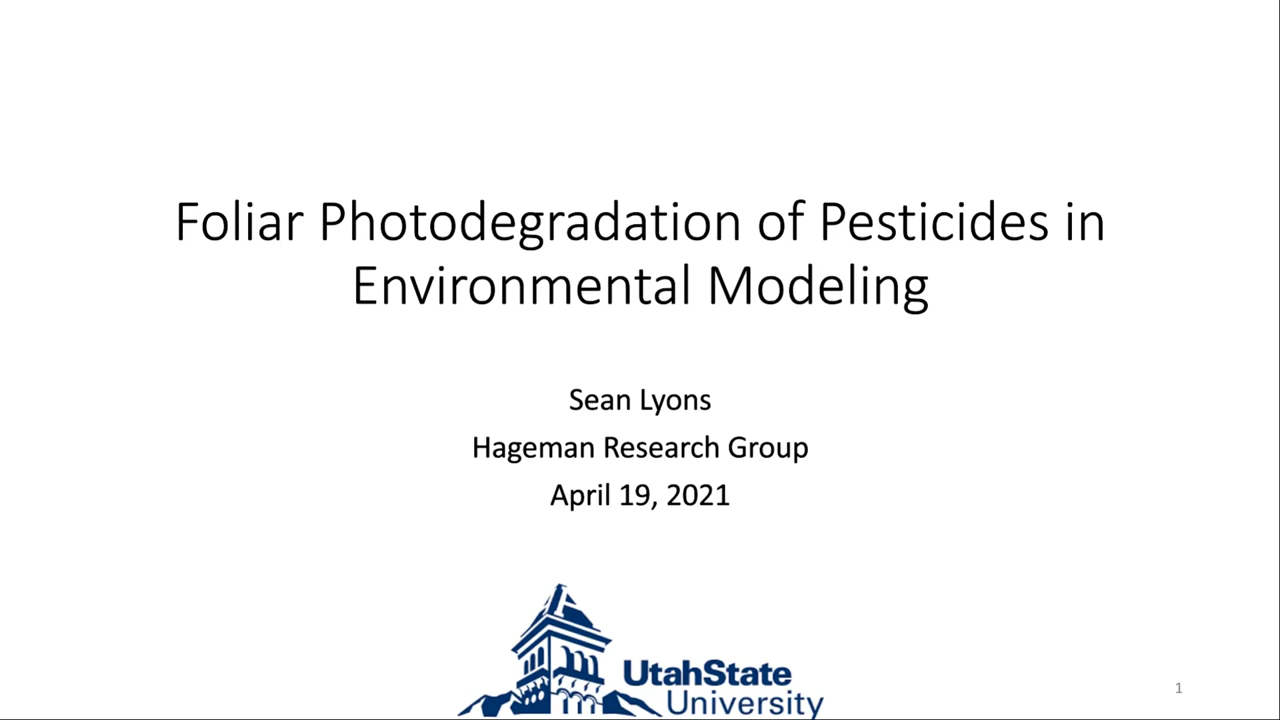 Foliar Photodegradation of Pesticides in
Environmental Modeling
Sean Lyons
Hageman Research Group
April 19, 2021
UtahState
University
1